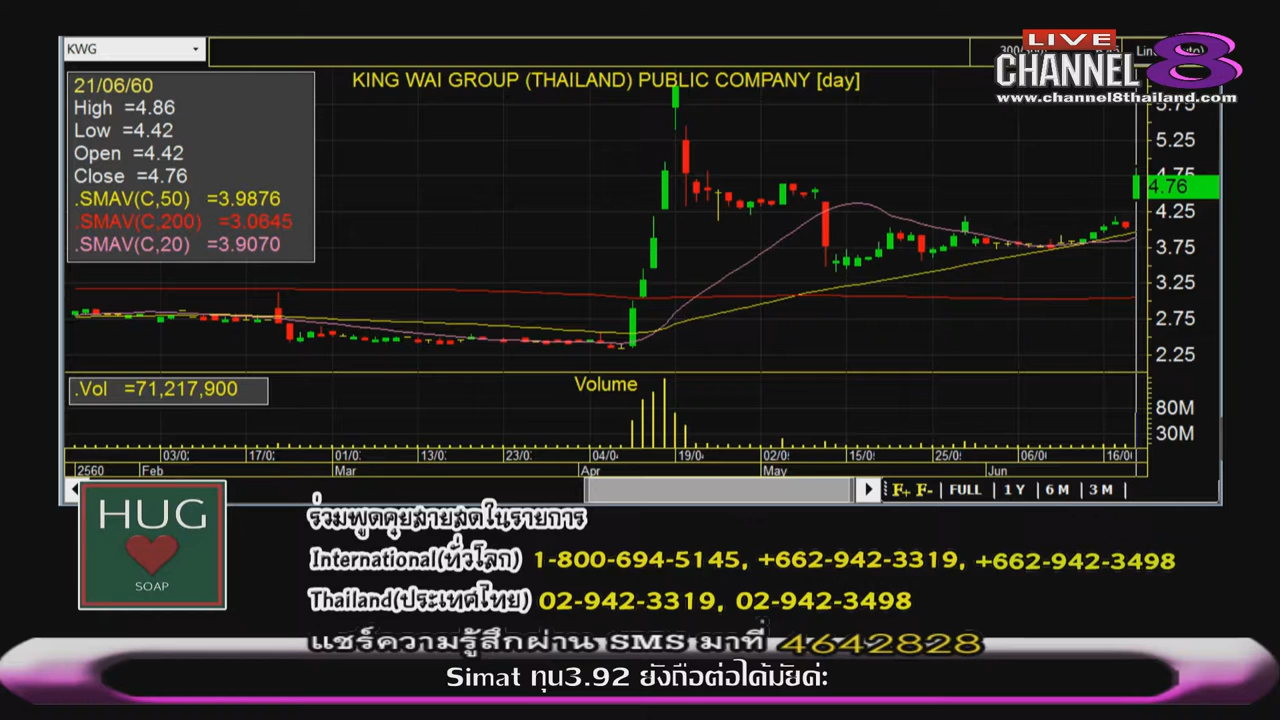 KWG
LIVE
CHANNEL 8
www.channel8thailand.com
KING WAI GROUP (THAILAND) PUBLIC COMPANY [day]
21/06/60
High =4.86
Low =4.42
Open =4.42
Close =4.76
.SMAV(C,50) =3.9876
.SMAV(C,200) =3.0645
.SMAV(C,20) =3.9070
5.75
5.25
4.75
4.76
4.25
3.75
3.25
2.75
2.25
.Vol =71,217,900
Volume
80M
30M
03/0 17/0 01/0 13/0 23/0 04/0 19/0 02/0 15/0 25/0 06/0 16/0
2560 Feb Mar Apr May Jun
F+ F- FULL 1 Y 6 M 3 M
HUG
SOAP
ร่วมพูดคุยสายสดในรายการ
International(ทั่วโลก) 1-800-694-5145, +662-942-3319, +662-942-3498
Thailand(ประเทศไทย) 02-942-3319, 02-942-3498
แชร์ความรู้สึกผ่าน SMS มาที่ 4642828
Simat ทุน3.92 ยังถือต่อได้มัยค่ะ